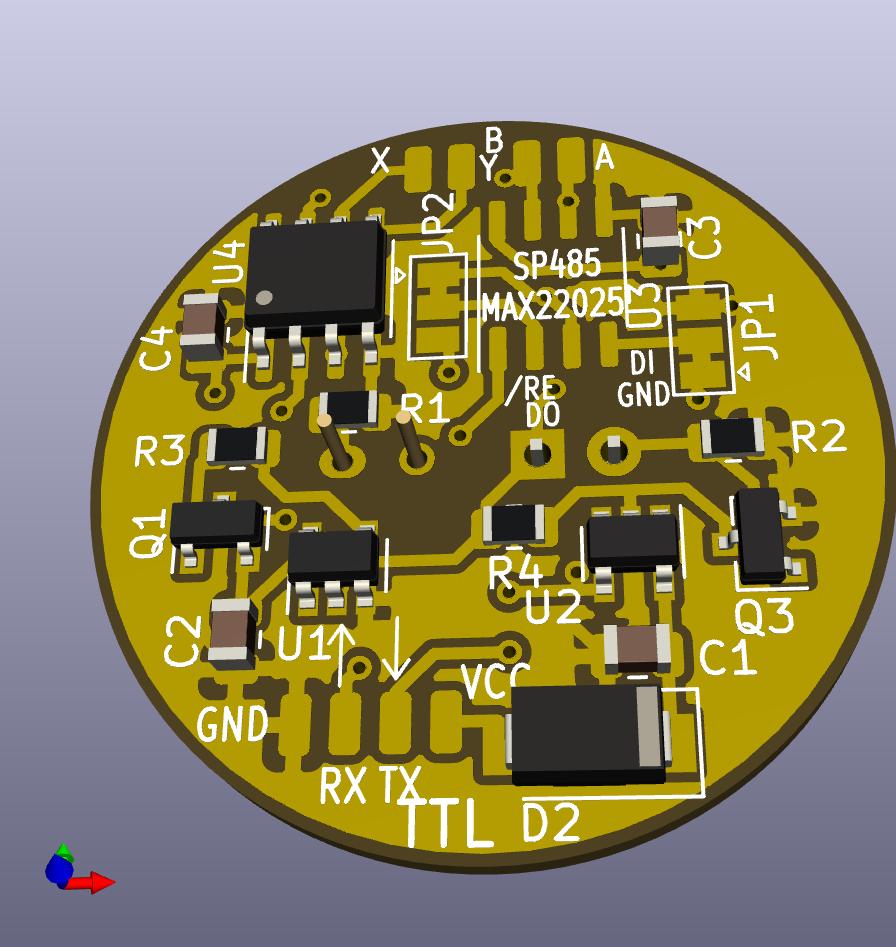 B
X
Y
A
JP2
C3
U4
SP485
MAX22025
U3
JP1
C4
DI
/RE
GND
DO
R1
R3
R2
Q1
R4
U2
Q3
C2
U1
C1
VCC
GND
RX TX
TTL
D2